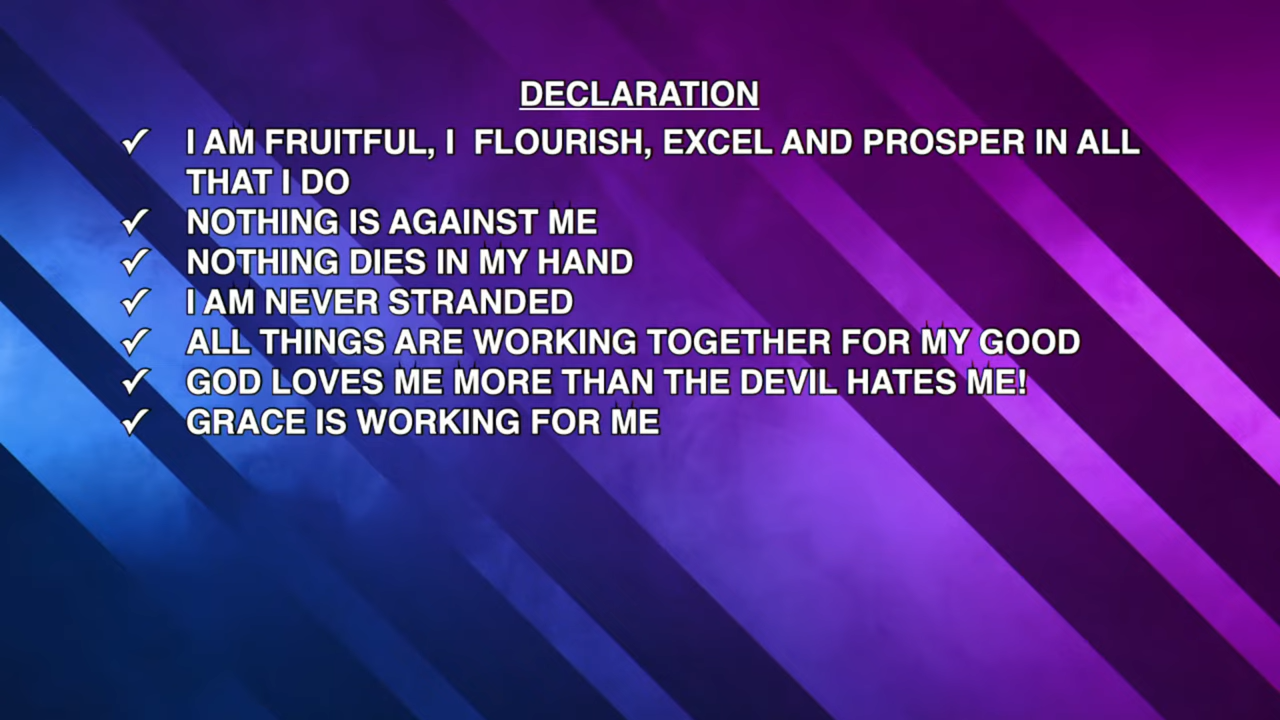 DECLARATION
✓ I AM FRUITFUL, I FLOURISH, EXCEL AND PROSPER IN ALL
THAT I DO
✓ NOTHING IS AGAINST ME
✓ NOTHING DIES IN MY HAND
✓ I AM NEVER STRANDED
✓ ALL THINGS ARE WORKING TOGETHER FOR MY GOOD
✓ GOD LOVES ME MORE THAN THE DEVIL HATES ME!
✓ GRACE IS WORKING FOR ME